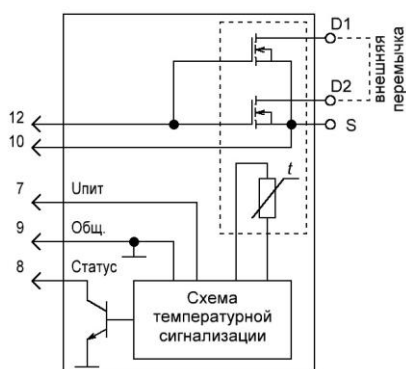 D1
D2
S
внешняя перемычка
12
10
7 Uпит
9 Общ.
8 Статус
t
Схема
температурной
сигнализации